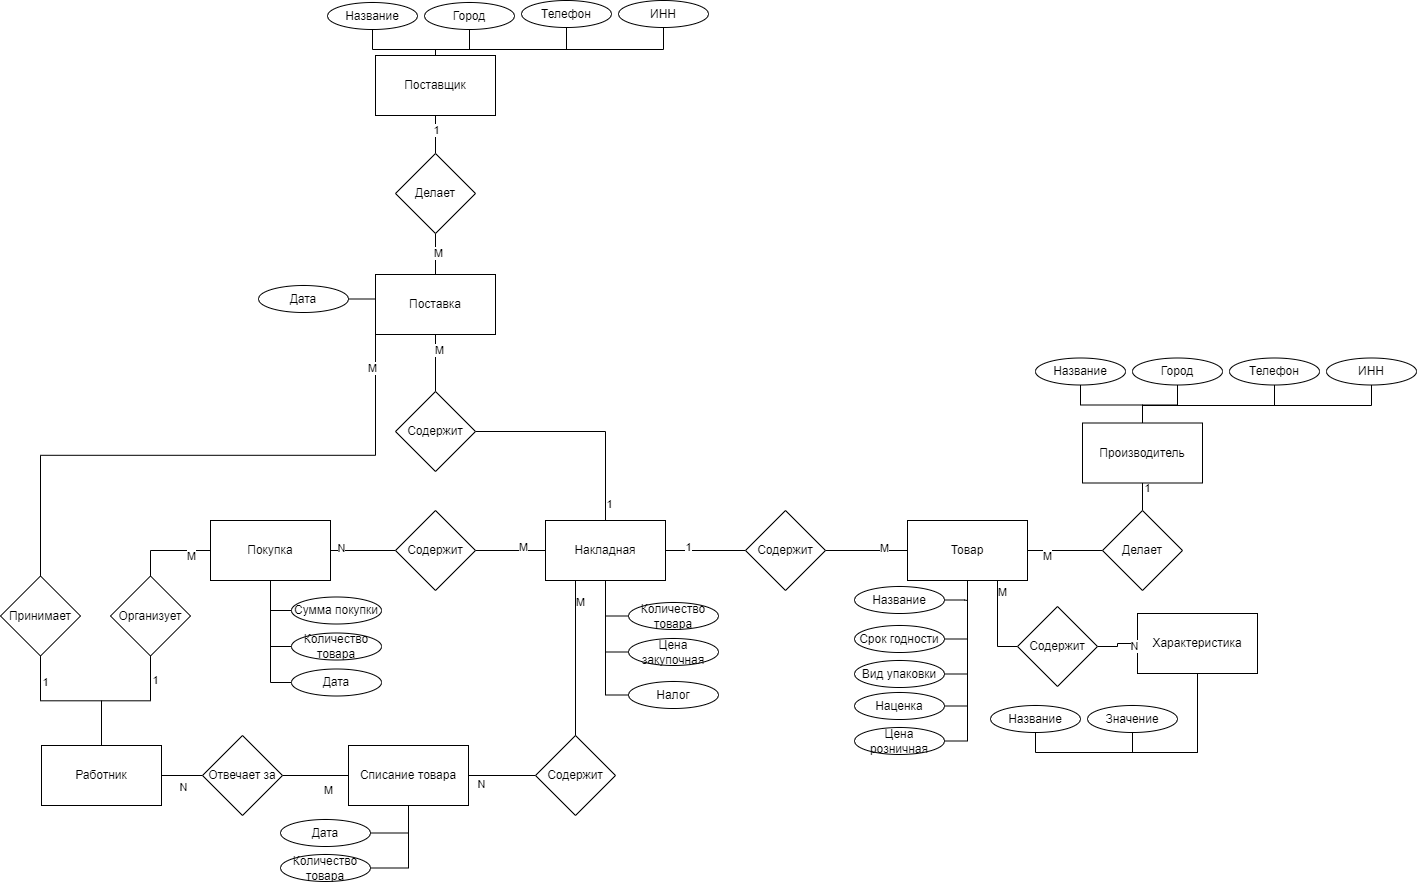 Название
Город
Телефон
ИНН
Поставщик
1
Делает
M
Дата
Поставка
M
M
Содержит
1
Название
Город
Телефон
ИНН
Производитель
1
M
Покупка
N
Содержит
M
Накладная
1
Содержит
M
Товар
M
Делает
Принимает
Организует
Сумма покупки
Количество
товара
Дата
1
1
M
Количество
товара
Цена
закупочная
Налог
Название
Срок годности
Вид упаковки
Наценка
Цена
розничная
M
Содержит
N
Характеристика
Название
Значение
Работник
N
Отвечает за
M
Списание товара
N
Содержит
Дата
Количество
товара